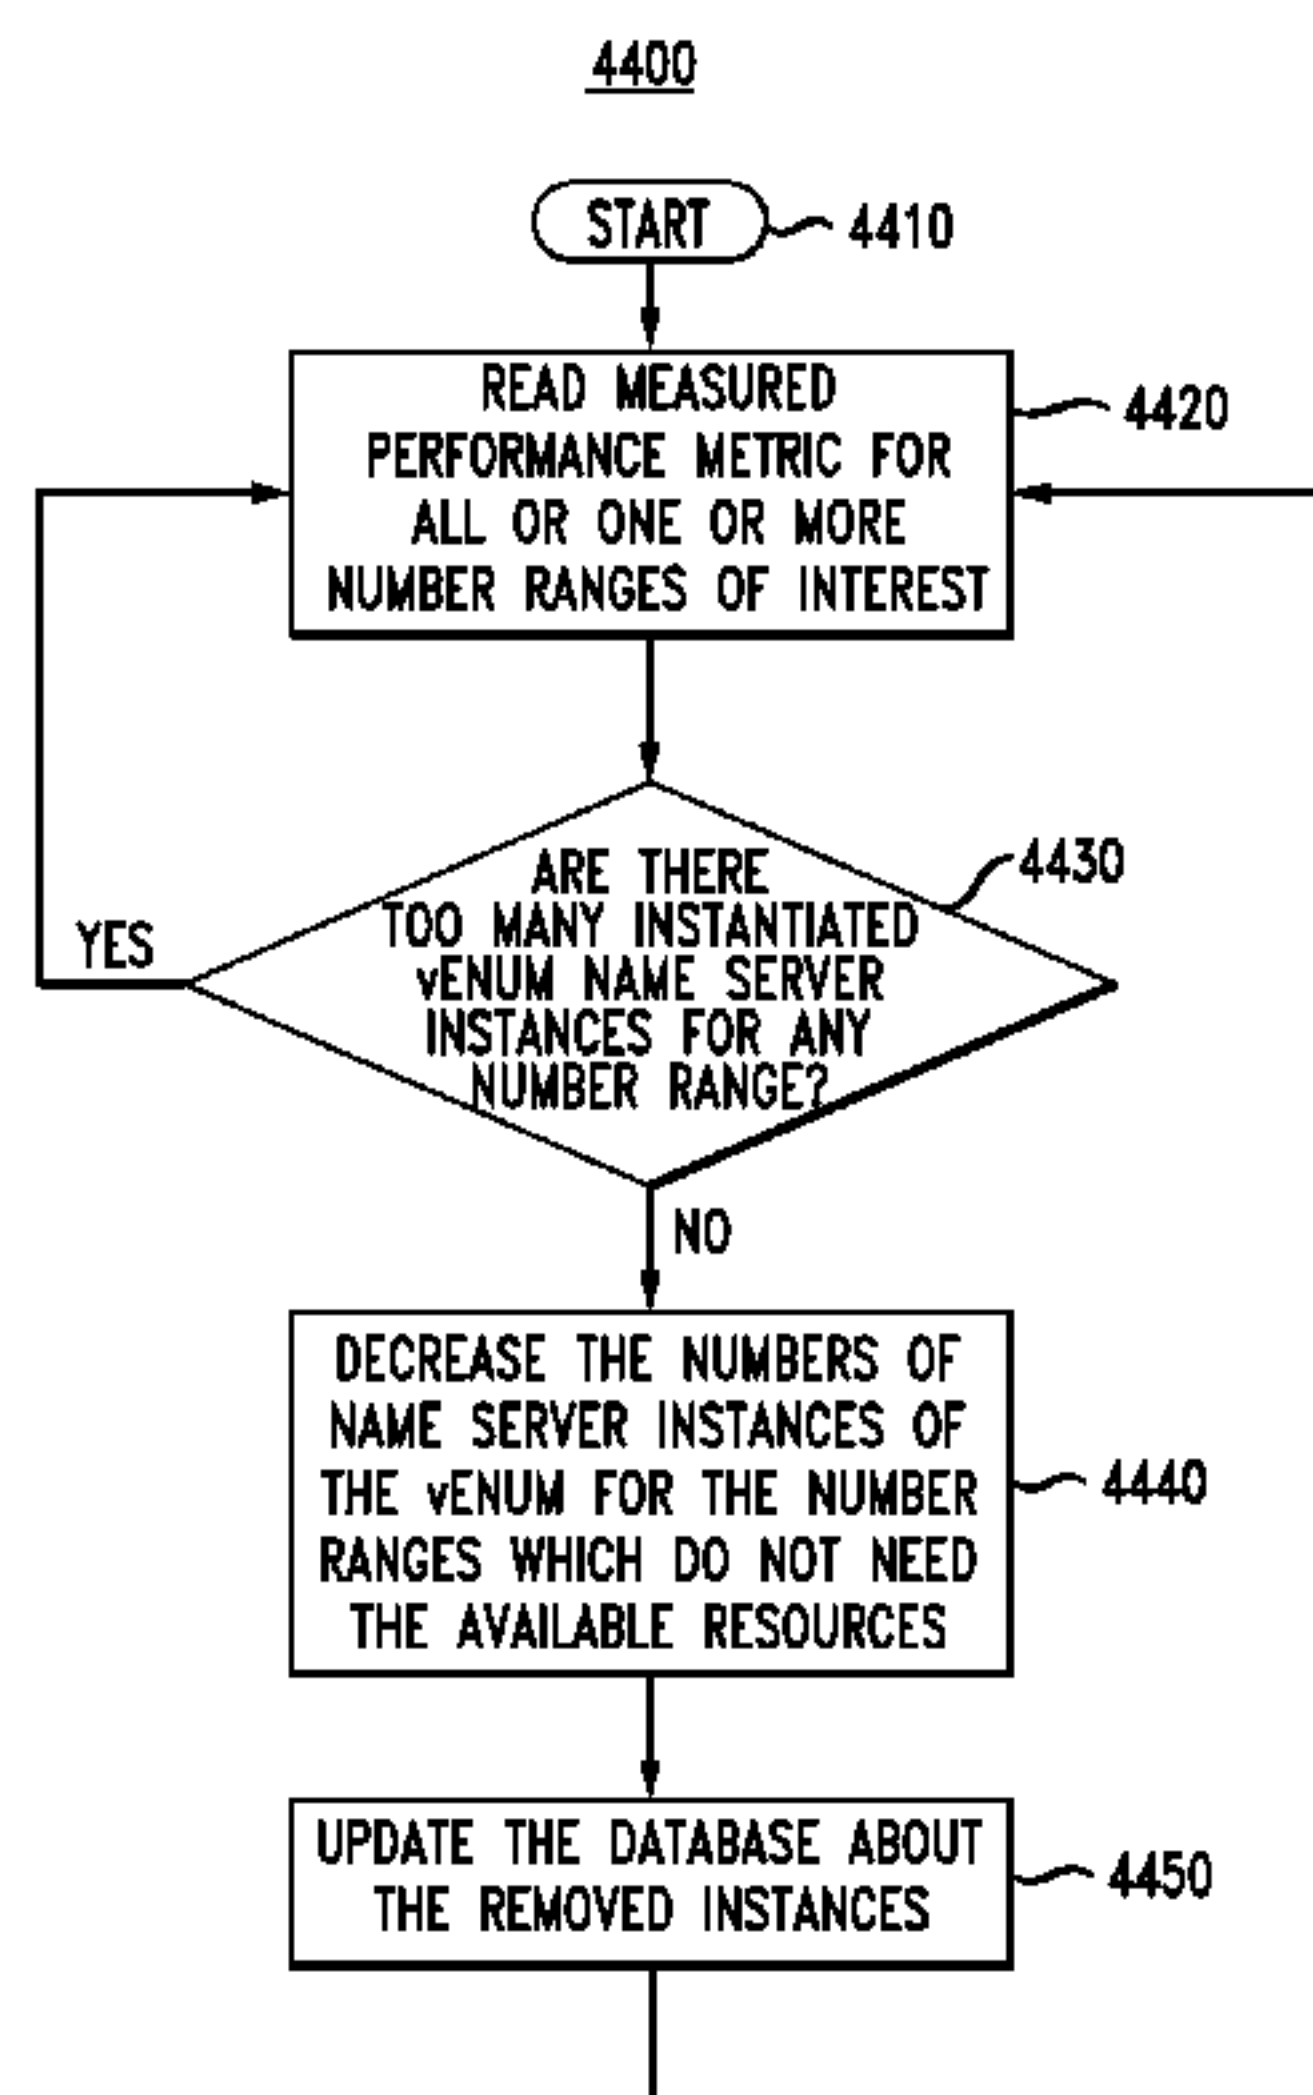 4400
START
4410
READ MEASURED
PERFORMANCE METRIC FOR
ALL OR ONE OR MORE
NUMBER RANGES OF INTEREST
4420
ARE THERE
TOO MANY INSTANTIATED
vENUM NAME SERVER
INSTANCES FOR ANY
NUMBER RANGE?
4430
YES
NO
DECREASE THE NUMBERS OF
NAME SERVER INSTANCES OF
THE vENUM FOR THE NUMBER
RANGES WHICH DO NOT NEED
THE AVAILABLE RESOURCES
4440
UPDATE THE DATABASE ABOUT
THE REMOVED INSTANCES
4450